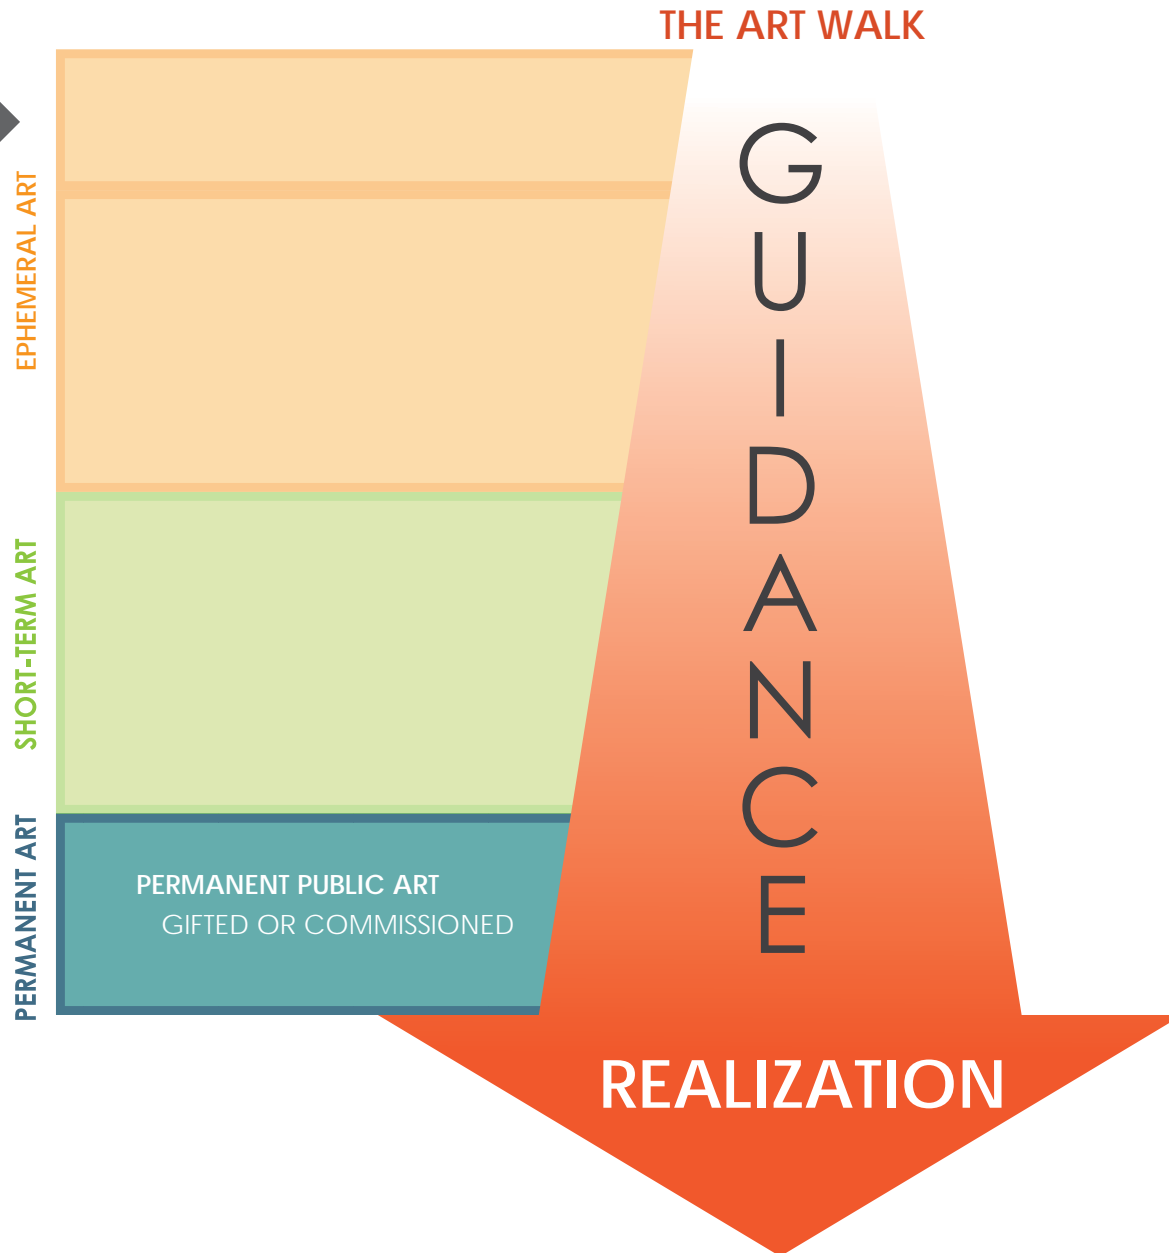 THE ART WALK
EPHEMERAL ART
SHORT-TERM ART
PERMANENT ART
PERMANENT PUBLIC ART
GIFTED OR COMMISSIONED
GUIDANCE
REALIZATION